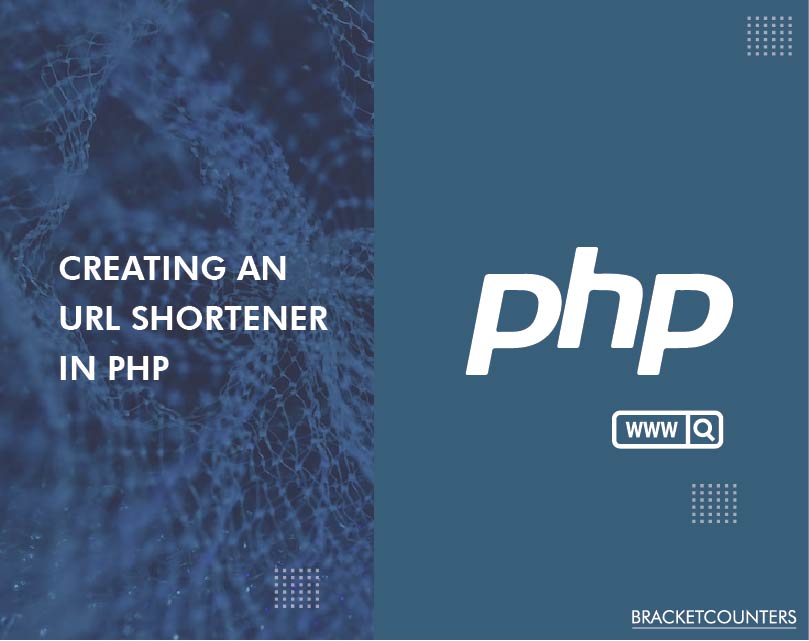 CREATING AN
URL SHORTENER
IN PHP
php
WWW
BRACKETCOUNTERS